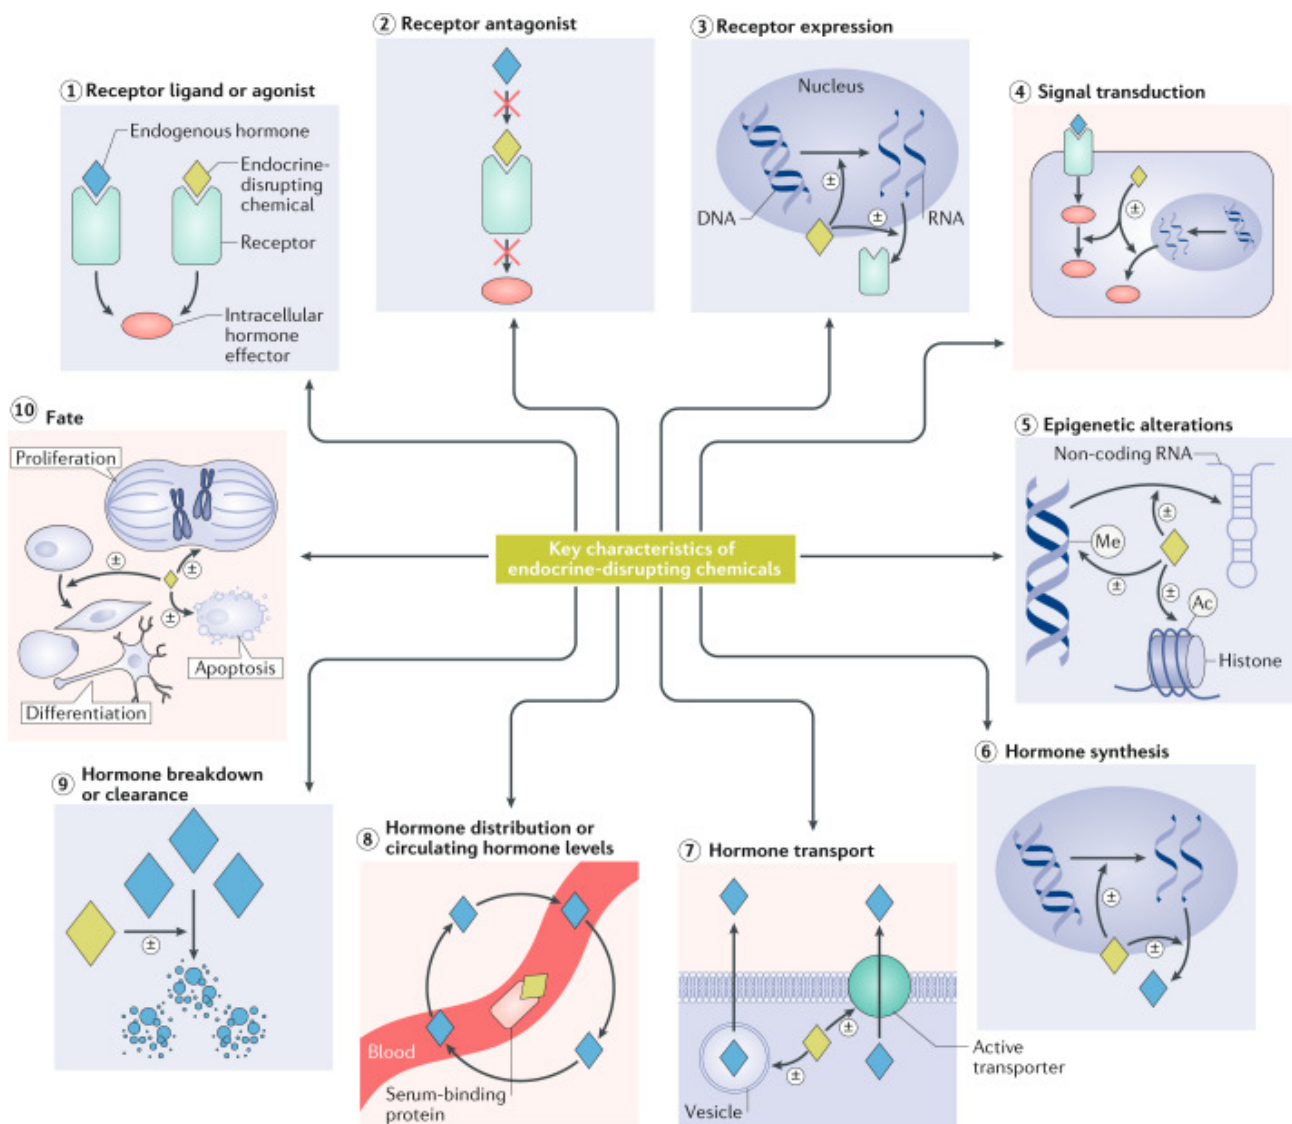 ① Receptor ligand or agonist
Endogenous hormone
Endocrine-
disrupting
chemical
Receptor
Intracellular
hormone
effector
② Receptor antagonist
③ Receptor expression
Nucleus
±
±
DNA
RNA
④ Signal transduction
±
Key characteristics of
endocrine-disrupting chemicals
⑤ Epigenetic alterations
Non-coding RNA
±
Me
±
±
Ac
Histone
⑥ Hormone synthesis
±
±
⑦ Hormone transport
±
±
Active
transporter
Vesicle
⑧ Hormone distribution or
circulating hormone levels
Blood
Serum-binding
protein
⑨ Hormone breakdown
or clearance
±
⑩ Fate
Proliferation
±
±
±
Apoptosis
Differentiation